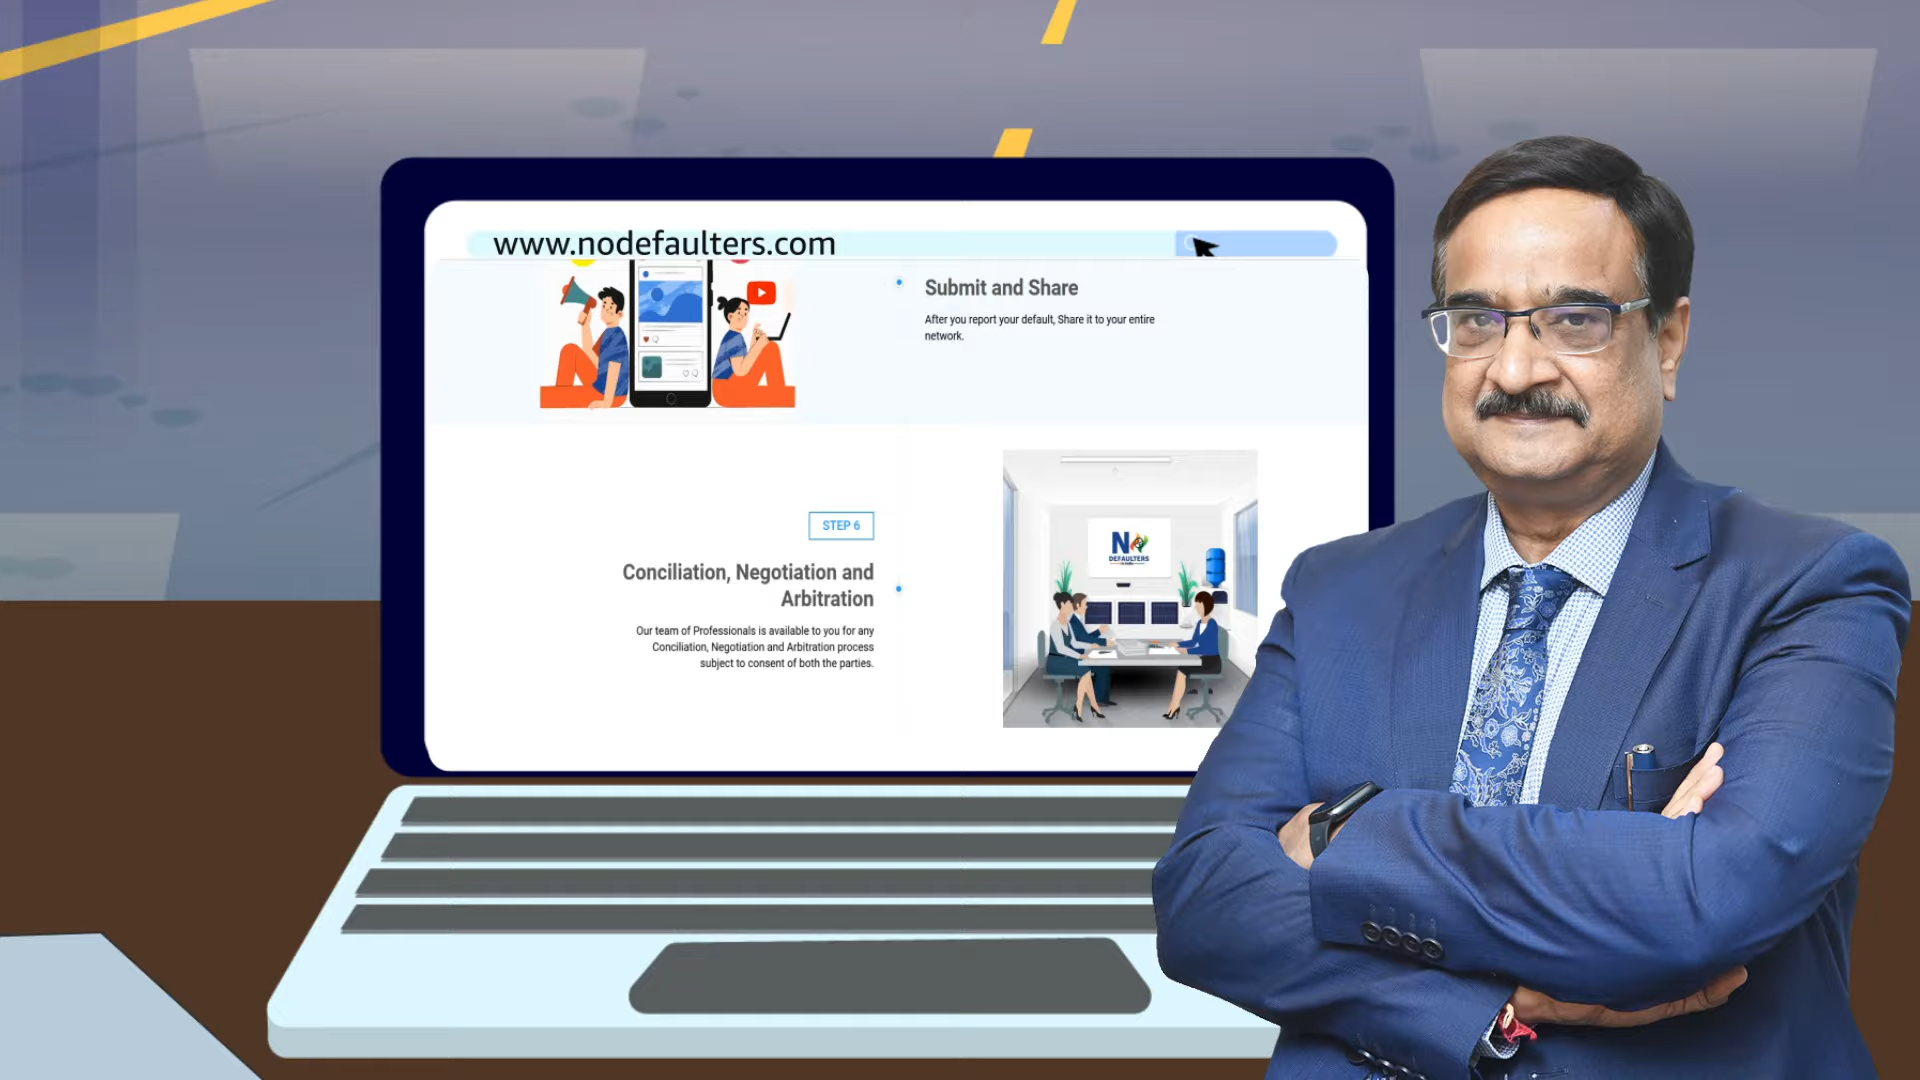 www.nodefaulters.com
Submit and Share
After you report your default, Share it to your entire
network.
STEP 6
Conciliation, Negotiation and
Arbitration
Our team of Professionals is available to you for any
Conciliation, Negotiation and Arbitration process
subject to consent of both the parties.
NO
DEFAULTERS